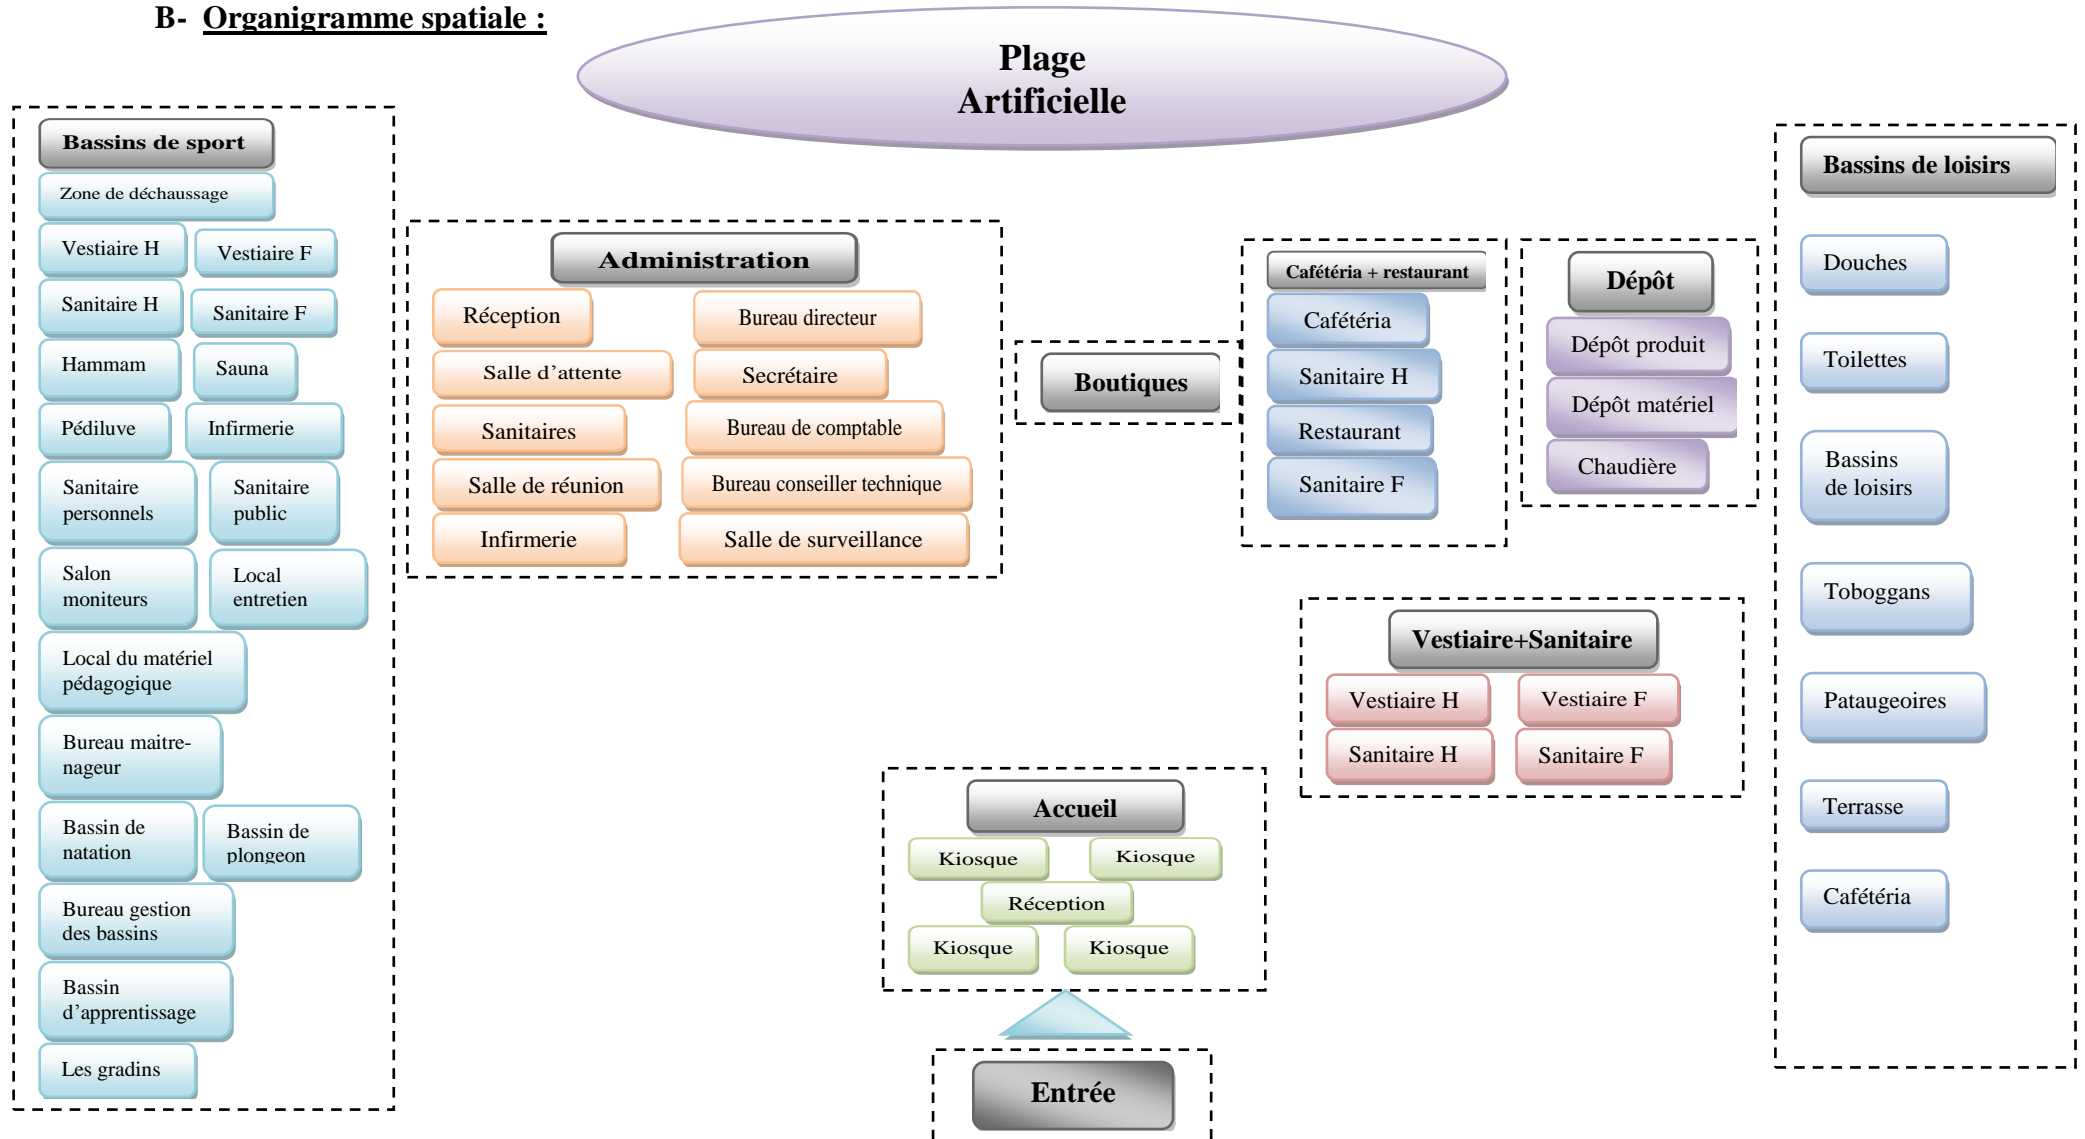 B- Organigramme spatiale :
Plage
Artificielle
Bassins de sport
Zone de déchaussage
Vestiaire H
Vestiaire F
Sanitaire H
Sanitaire F
Hammam
Sauna
Pédiluve
Infirmerie
Sanitaire
personnels
Sanitaire
public
Salon
moniteurs
Local
entretien
Local du matériel
pédagogique
Bureau maitre-
nageur
Bassin de
natation
Bassin de
plongeon
Bureau gestion
des bassins
Bassin
d’apprentissage
Les gradins
Administration
Réception
Bureau directeur
Salle d’attente
Secrétaire
Sanitaires
Bureau de comptable
Salle de réunion
Bureau conseiller technique
Infirmerie
Salle de surveillance
Boutiques
Cafétéria + restaurant
Cafétéria
Sanitaire H
Restaurant
Sanitaire F
Dépôt
Dépôt produit
Dépôt matériel
Chaudière
Vestiaire+Sanitaire
Vestiaire H
Vestiaire F
Sanitaire H
Sanitaire F
Accueil
Kiosque
Kiosque
Réception
Kiosque
Kiosque
Entrée
Bassins de loisirs
Douches
Toilettes
Bassins
de loisirs
Toboggans
Pataugeoires
Terrasse
Cafétéria